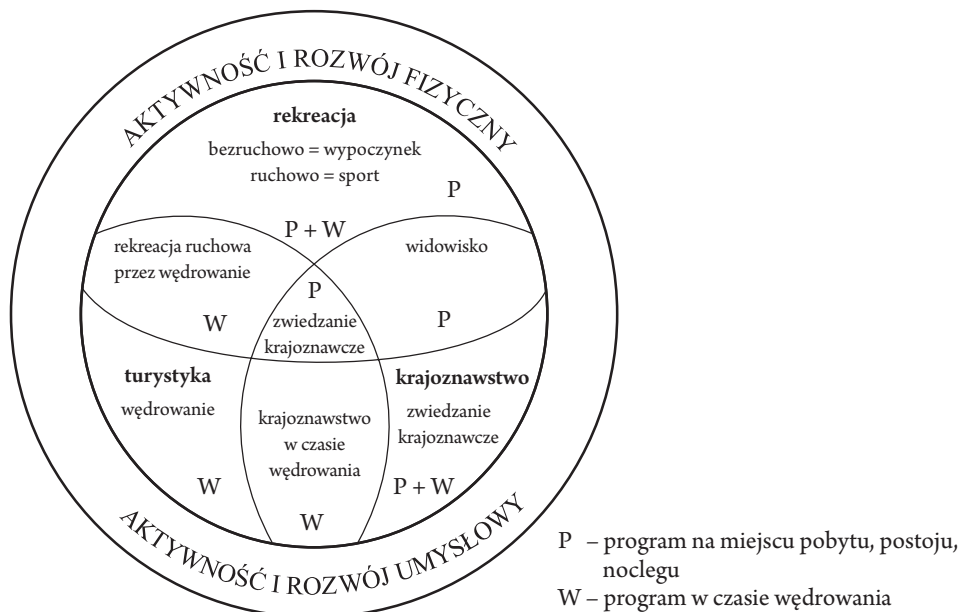 AKTYWNOŚĆ I ROZWÓJ FIZYCZNY
rekreacja
bezruchowo = wypoczynek
ruchowo = sport
P
P + W
rekreacja ruchowa
przez wędrowanie
widowisko
P
zwiedzanie
krajoznawcze
W
P
turystyka
wędrowanie
krajoznawstwo
zwiedzanie
krajoznawcze
krajoznawstwo
w czasie
wędrowania
W
P + W
W
AKTYWNOŚĆ I ROZWÓJ UMYSŁOWY
P – program na miejscu pobytu, postoju,
noclegu
W – program w czasie wędrowania